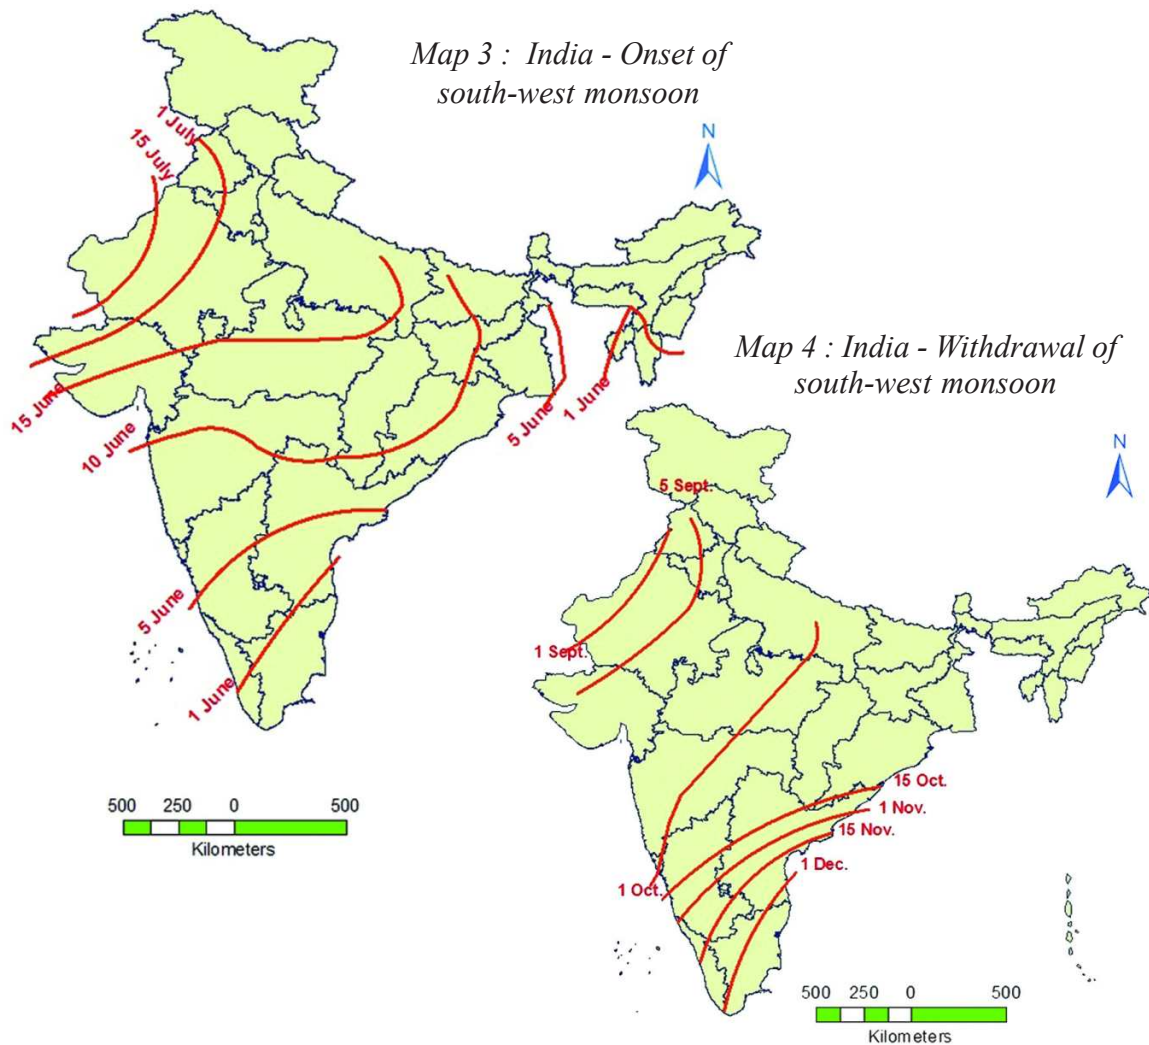 Map 3 : India - Onset of
south-west monsoon
1 July
15 July
N
15 June
10 June
5 June
1 June
5 June
1 June
500 250 0 500
Kilometers
Map 4 : India - Withdrawal of
south-west monsoon
N
5 Sept.
1 Sept.
15 Oct.
1 Nov.
15 Nov.
1 Dec.
1 Oct.
500 250 0 500
Kilometers